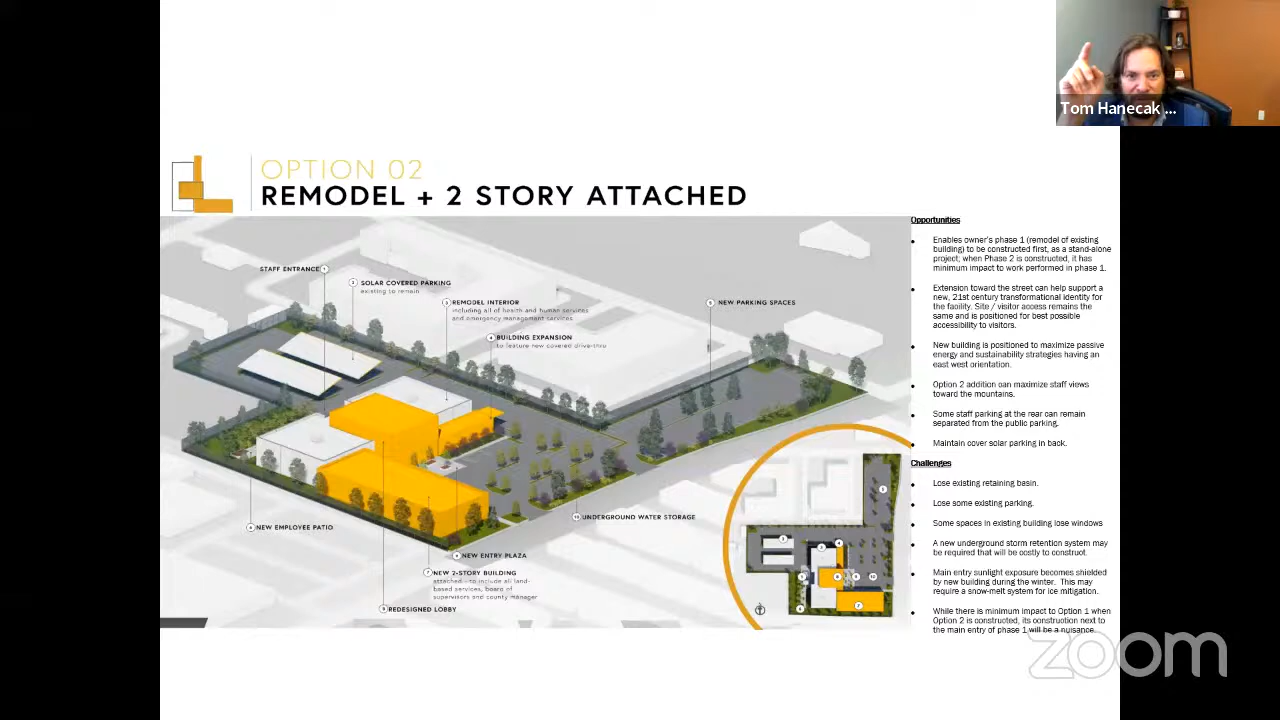 Tom Hanecak ...
OPTION 02
REMODEL + 2 STORY ATTACHED
STAFF ENTRANCE 1
2 SOLAR COVERED PARKING
existing to remain
3 REMODEL INTERIOR
including all of health and human services
and emergency management services
4 BUILDING EXPANSION
to feature new covered drive-thru
5 NEW PARKING SPACES
6 NEW EMPLOYEE PATIO
10 UNDERGROUND WATER STORAGE
NEW ENTRY PLAZA
7 NEW 2-STORY BUILDING
attached - to include all land-
based services, board of
supervisors and county manager
REDESIGNED LOBBY
Opportunities
• Enables owner's phase 1 (remodel of existing
building) to be constructed first, as a stand-alone
project; when Phase 2 is constructed, it has
minimum impact to work performed in phase 1.
• Extension toward the street can help support a
new, 21st century transformational identity for
the facility. Site / visitor access remains the
same and is positioned for best possible
accessibility to visitors.
• New building is positioned to maximize passive
energy and sustainability strategies having an
east west orientation.
• Option 2 addition can maximize staff views
toward the mountains.
• Some staff parking at the rear can remain
separated from the public parking.
• Maintain cover solar parking in back.
Challenges
• Lose existing retaining basin.
• Lose some existing parking.
• Some spaces in existing building lose windows
• A new underground storm retention system may
be required that will be costly to construct.
• Main entry sunlight exposure becomes shielded
by new building during the winter. This may
require a snow-melt system for ice mitigation.
• While there is minimum impact to Option 1 when
Option 2 is constructed, its construction next to
the main entry of phase 1 will be a nuisance.
zoom